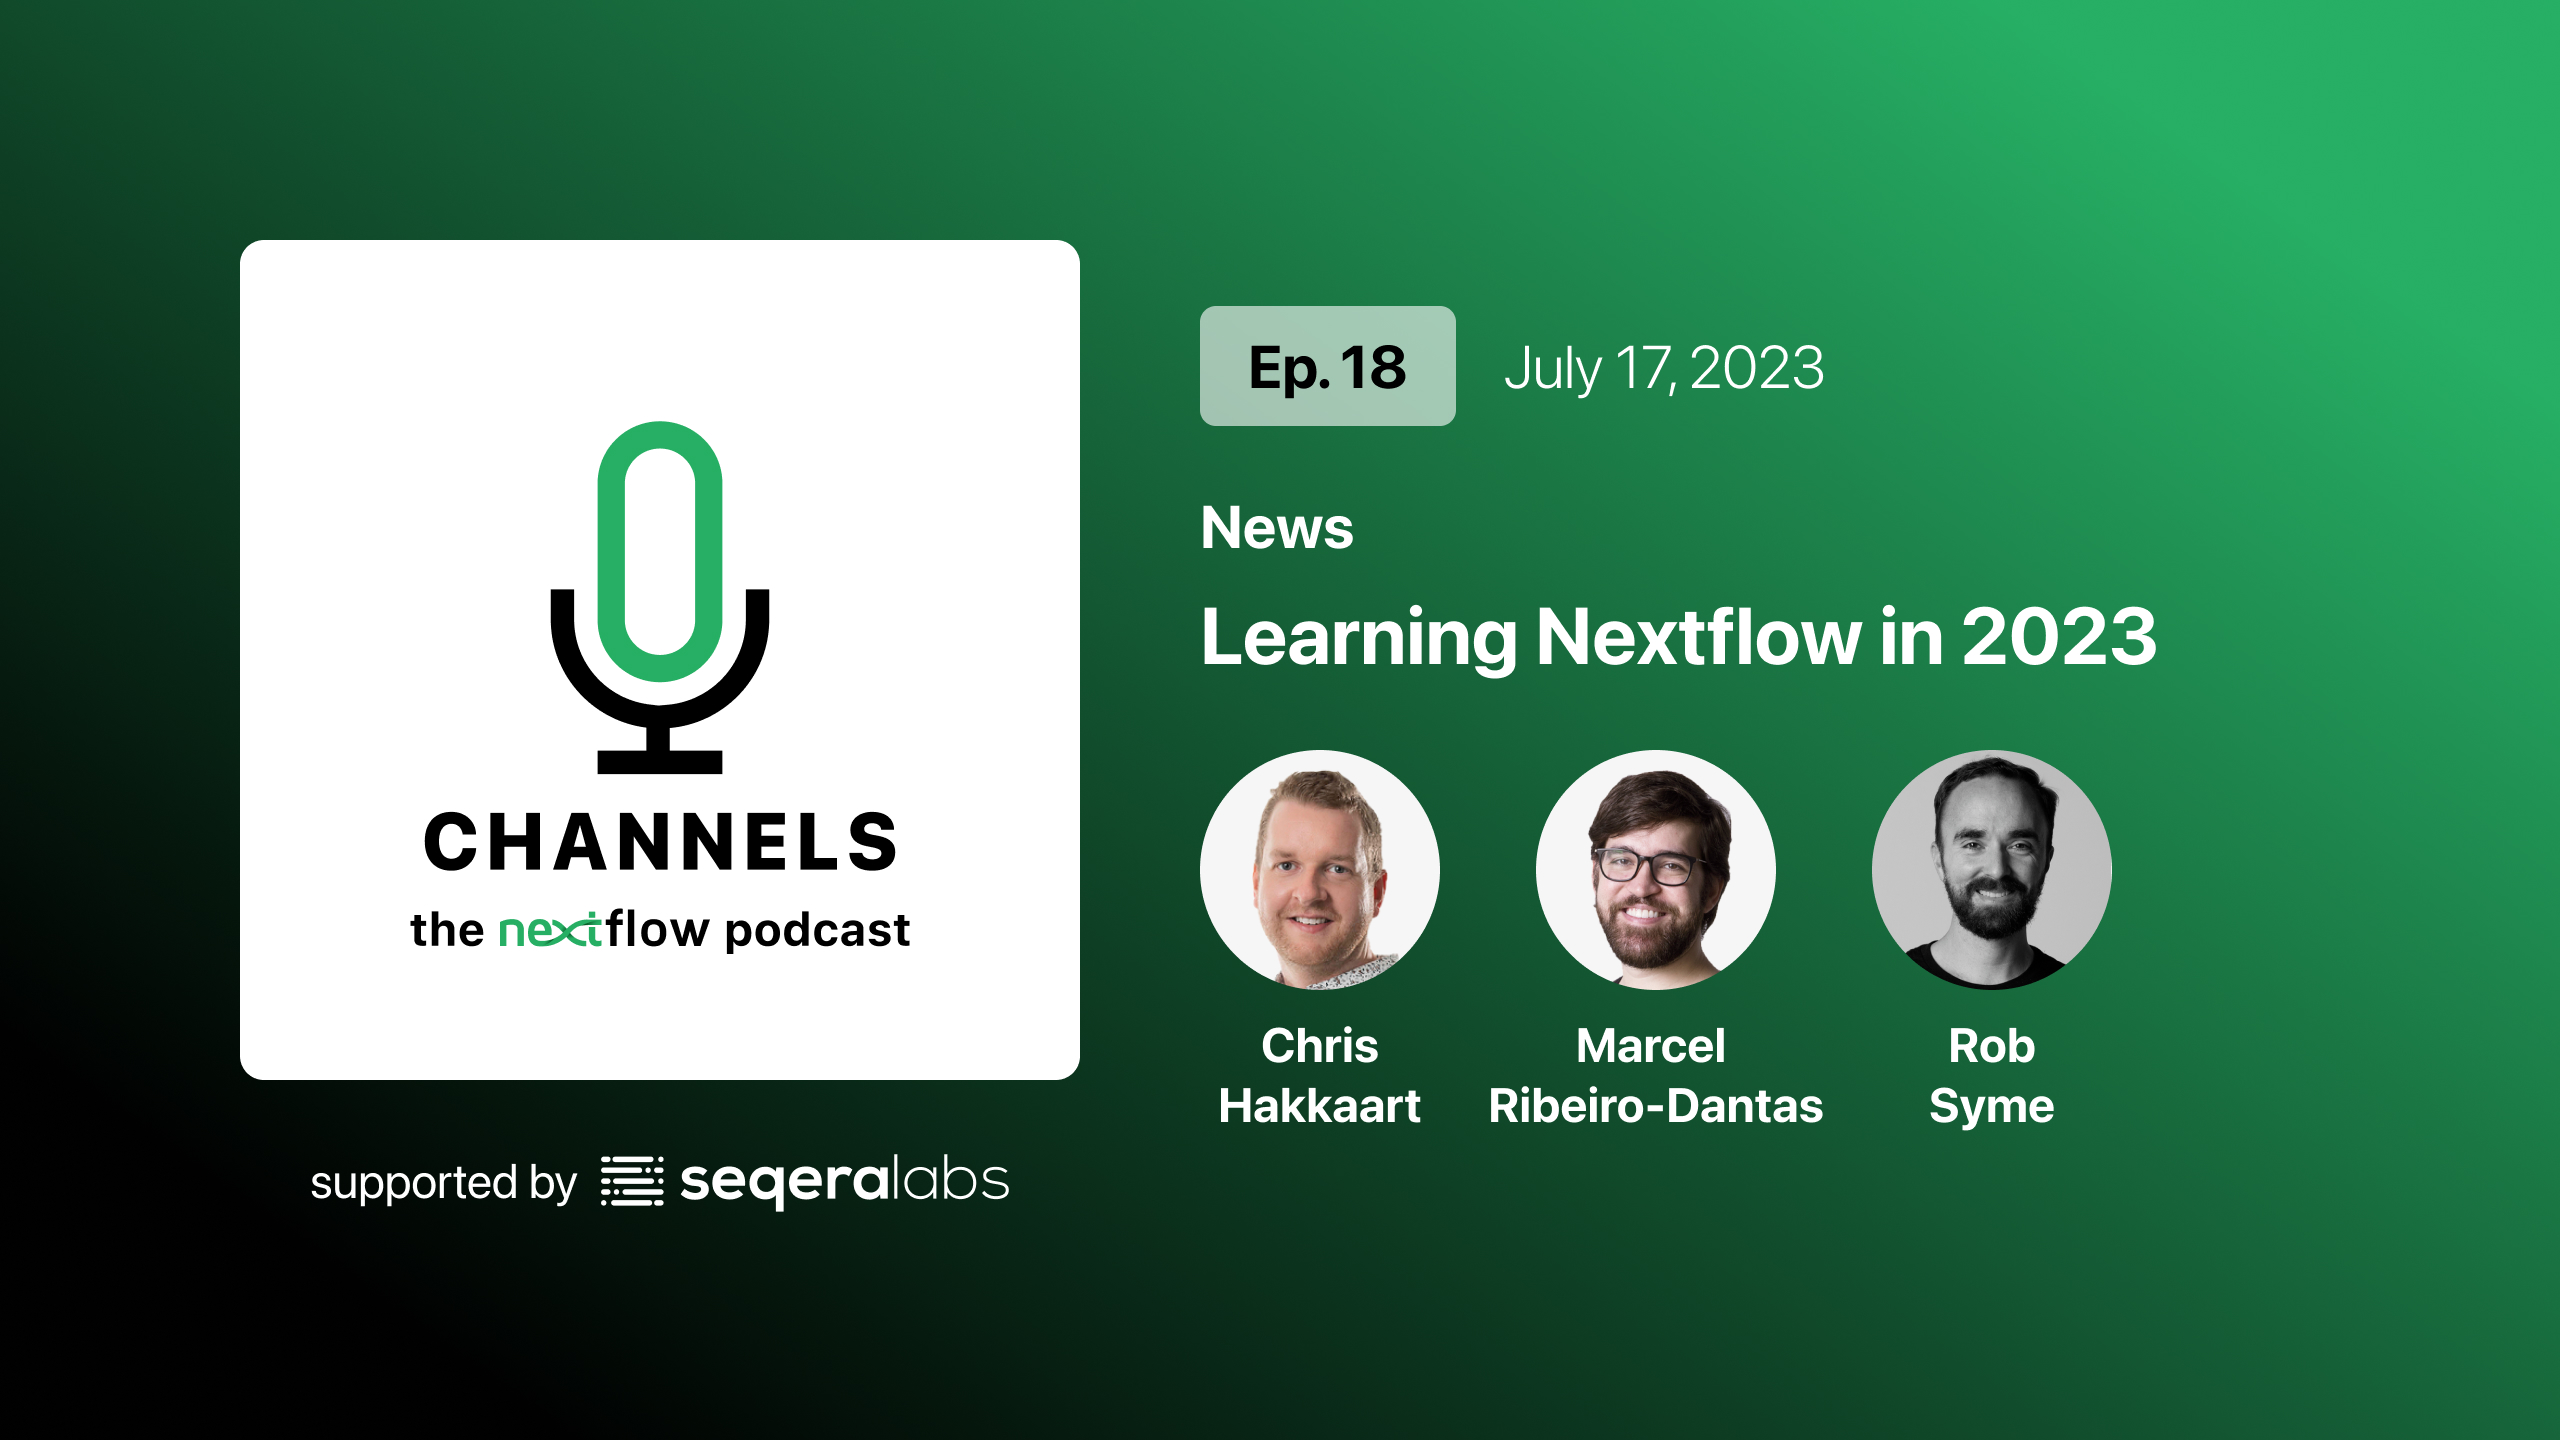 CHANNELS
the nextflow podcast
supported by seqeralabs
Ep. 18
July 17, 2023
News
Learning Nextflow in 2023
Chris
Hakkaart
Marcel
Ribeiro-Dantas
Rob
Syme